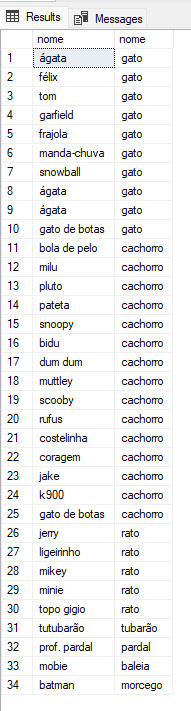 Results Messages
nome nome
1 ágata gato
2 félix gato
3 tom gato
4 garfield gato
5 frajola gato
6 manda-chuva gato
7 snowball gato
8 ágata gato
9 ágata gato
10 gato de botas gato
11 bola de pelo cachorro
12 milu cachorro
13 pluto cachorro
14 pateta cachorro
15 snoopy cachorro
16 bidu cachorro
17 dum dum cachorro
18 muttley cachorro
19 scooby cachorro
20 rufus cachorro
21 costelinha cachorro
22 coragem cachorro
23 jake cachorro
24 k900 cachorro
25 gato de botas cachorro
26 jerry rato
27 ligeirinho rato
28 mikey rato
29 minie rato
30 topo gigio rato
31 tutubarão tubarão
32 prof. pardal pardal
33 mobie baleia
34 batman morcego